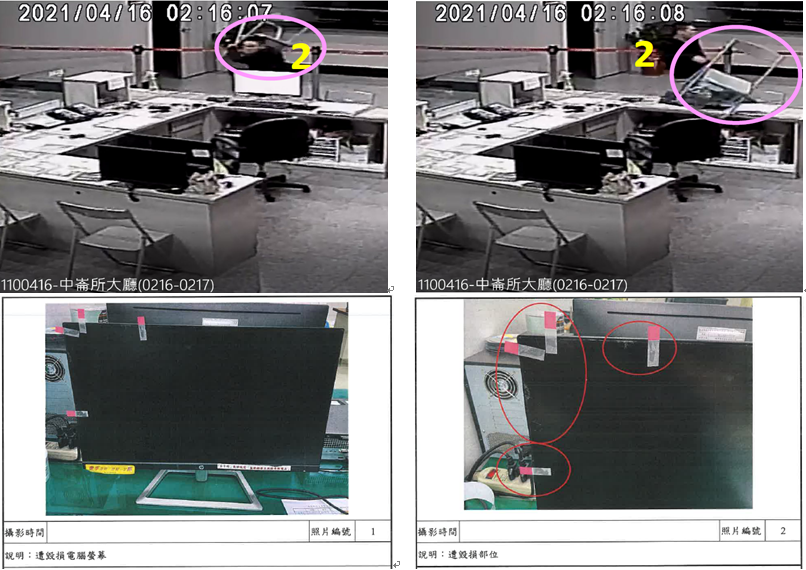 2021/04/16 02:16:07
2
1100416-中崙所大廳(0216-0217)
2021/04/16 02:16:08
2
1100416-中崙所大廳(0216-0217)
攝影時間
照片編號
1
說明：遭毀損電腦螢幕
攝影時間
照片編號
2
說明：遭毀損部位